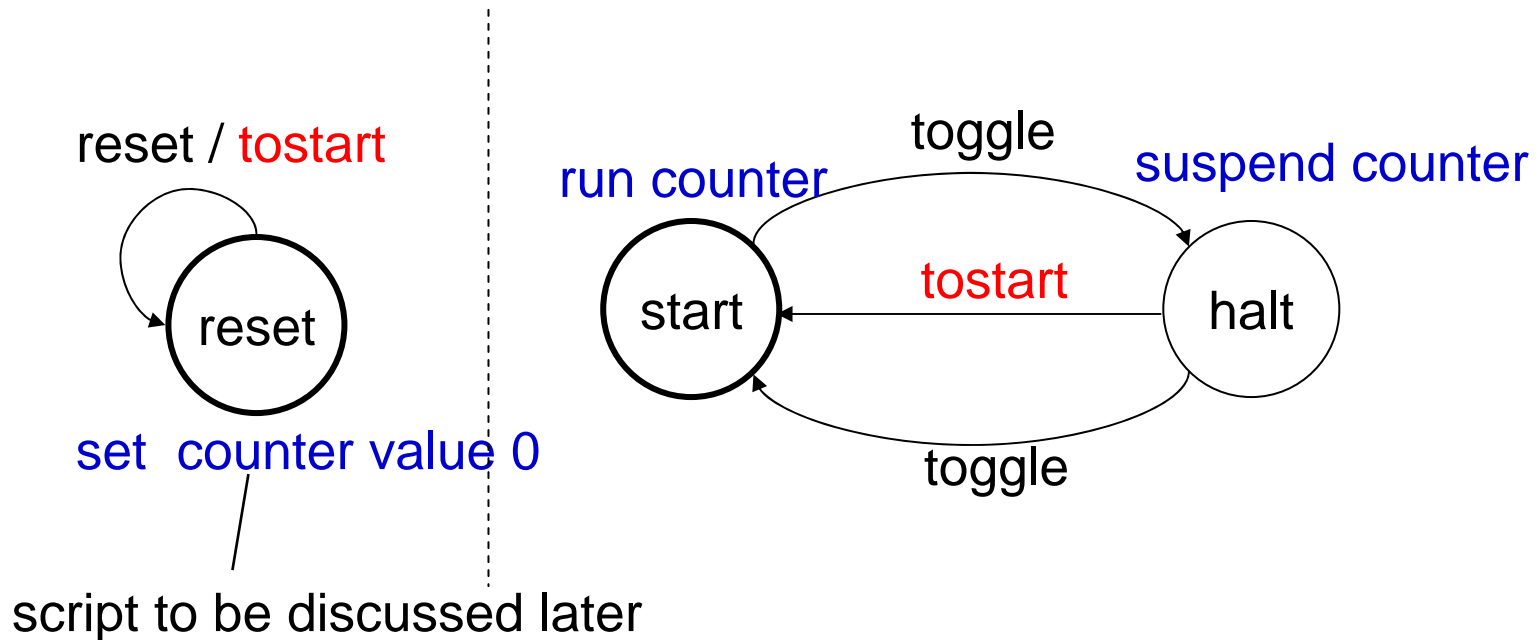 reset / tostart
reset
set  counter value 0
script to be discussed later
toggle
run counter
suspend counter
start
tostart
halt
toggle